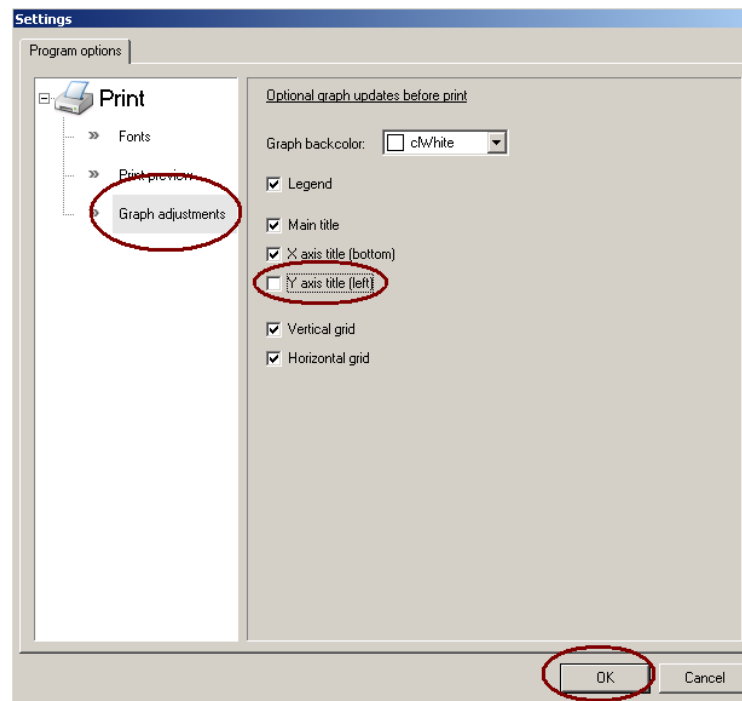 Settings
Program options
Print
Fonts
Print preview
Graph adjustments
Optional graph updates before print
Graph backcolor: clWhite
Legend
Main title
X axis title (bottom)
Y axis title (left)
Vertical grid
Horizontal grid
OK Cancel